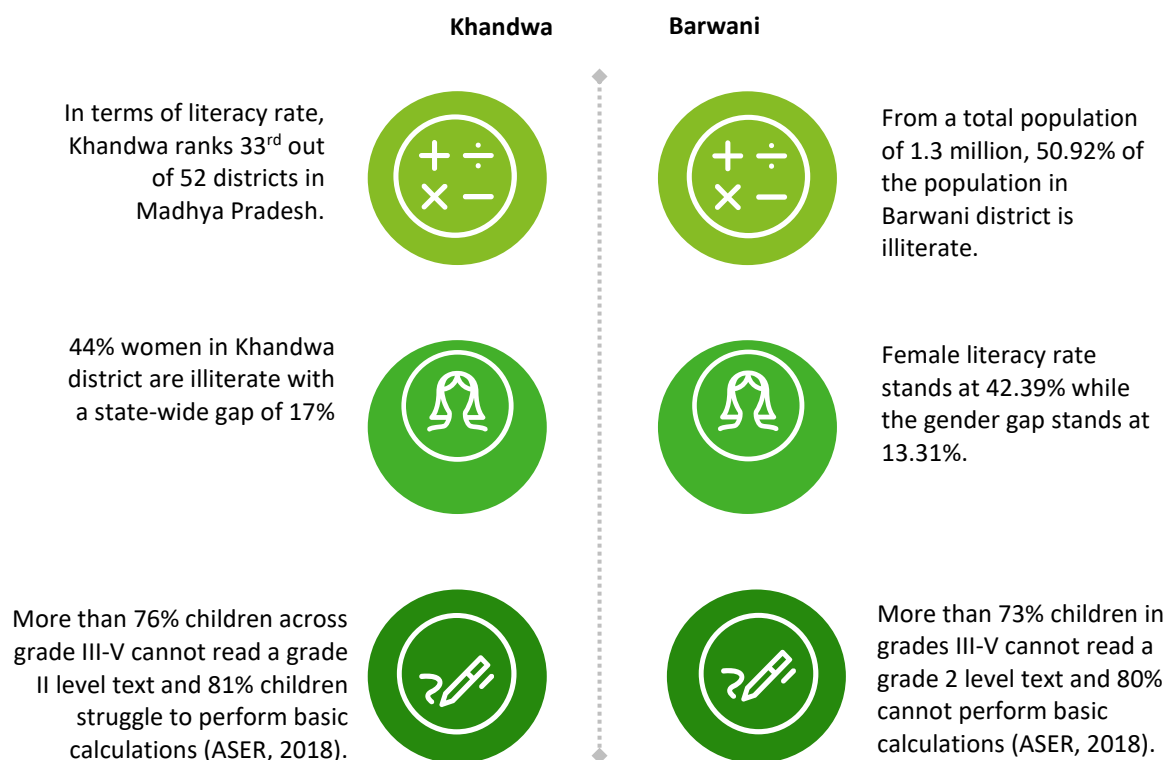 Khandwa
Barwani
In terms of literacy rate,
Khandwa ranks 33rd out
of 52 districts in
Madhya Pradesh.
From a total population
of 1.3 million, 50.92% of
the population in
Barwani district is
illiterate.
44% women in Khandwa
district are illiterate with
a state-wide gap of 17%
Female literacy rate
stands at 42.39% while
the gender gap stands at
13.31%.
More than 76% children across
grade III-V cannot read a grade
II level text and 81% children
struggle to perform basic
calculations (ASER, 2018).
More than 73% children in
grades III-V cannot read a
grade 2 level text and 80%
cannot perform basic
calculations (ASER, 2018).